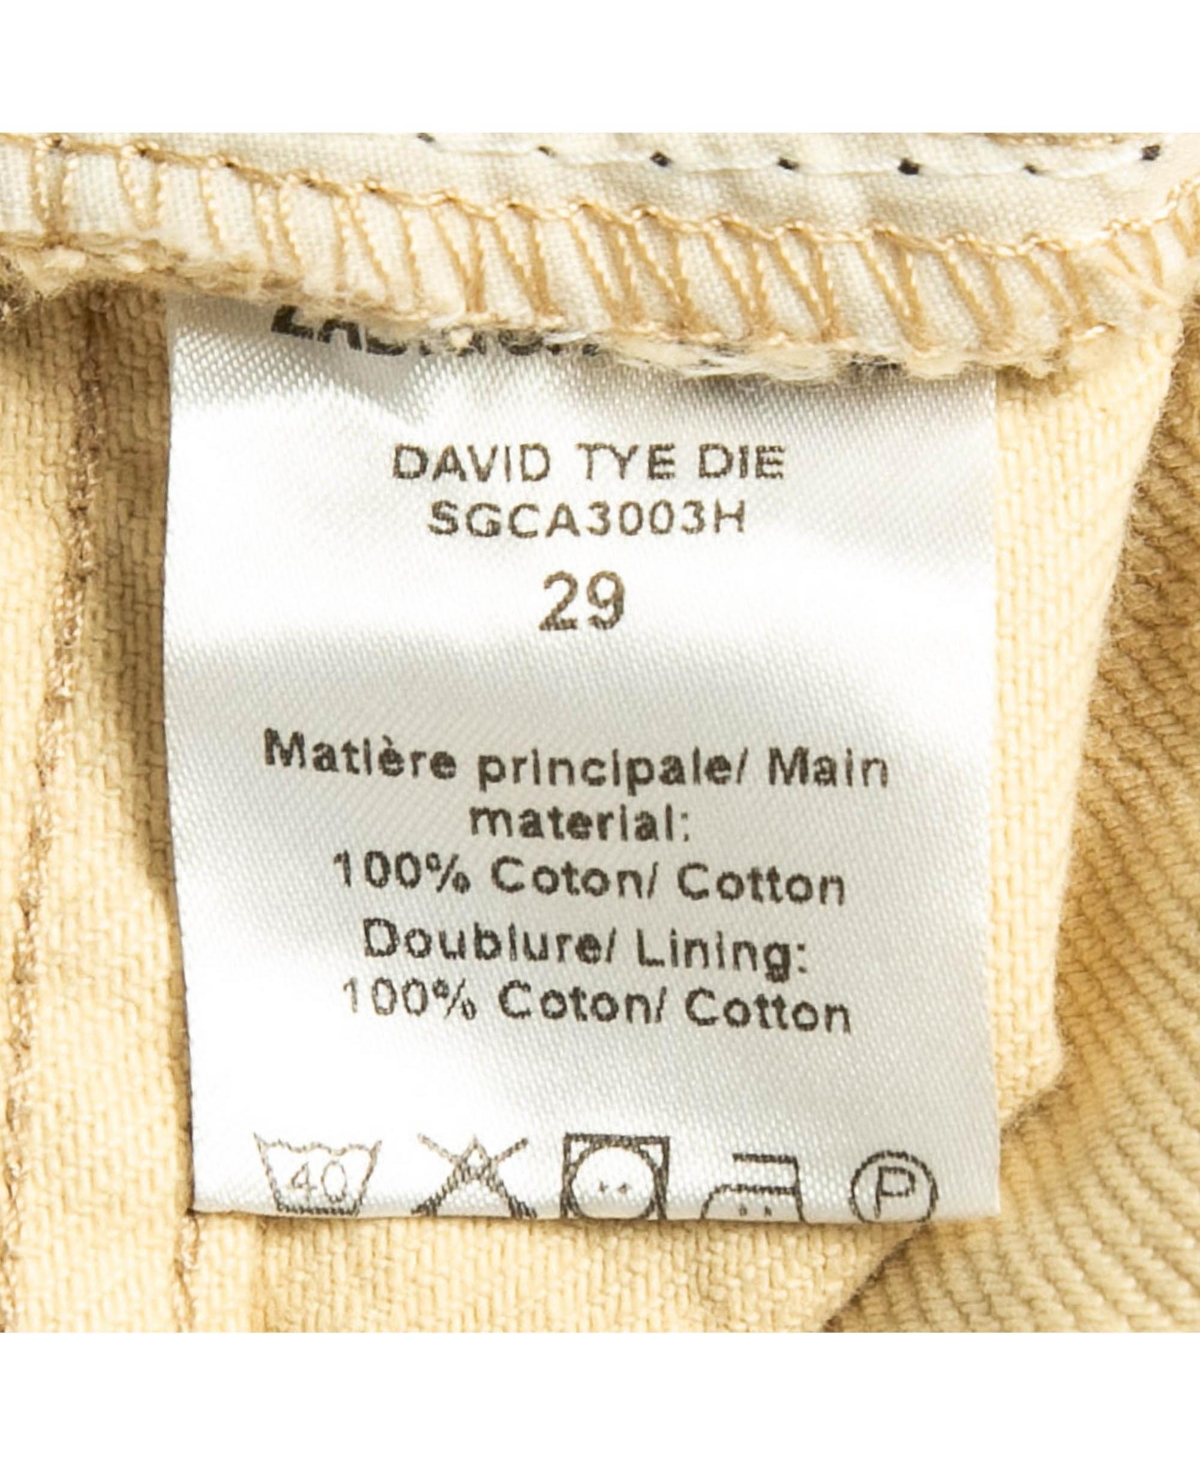 DAVID TYE DIE
SGCA3003H
29
Matière principale/ Main
material:
100% Coton/ Cotton
Doublure/ Lining:
100% Coton/ Cotton
40
P